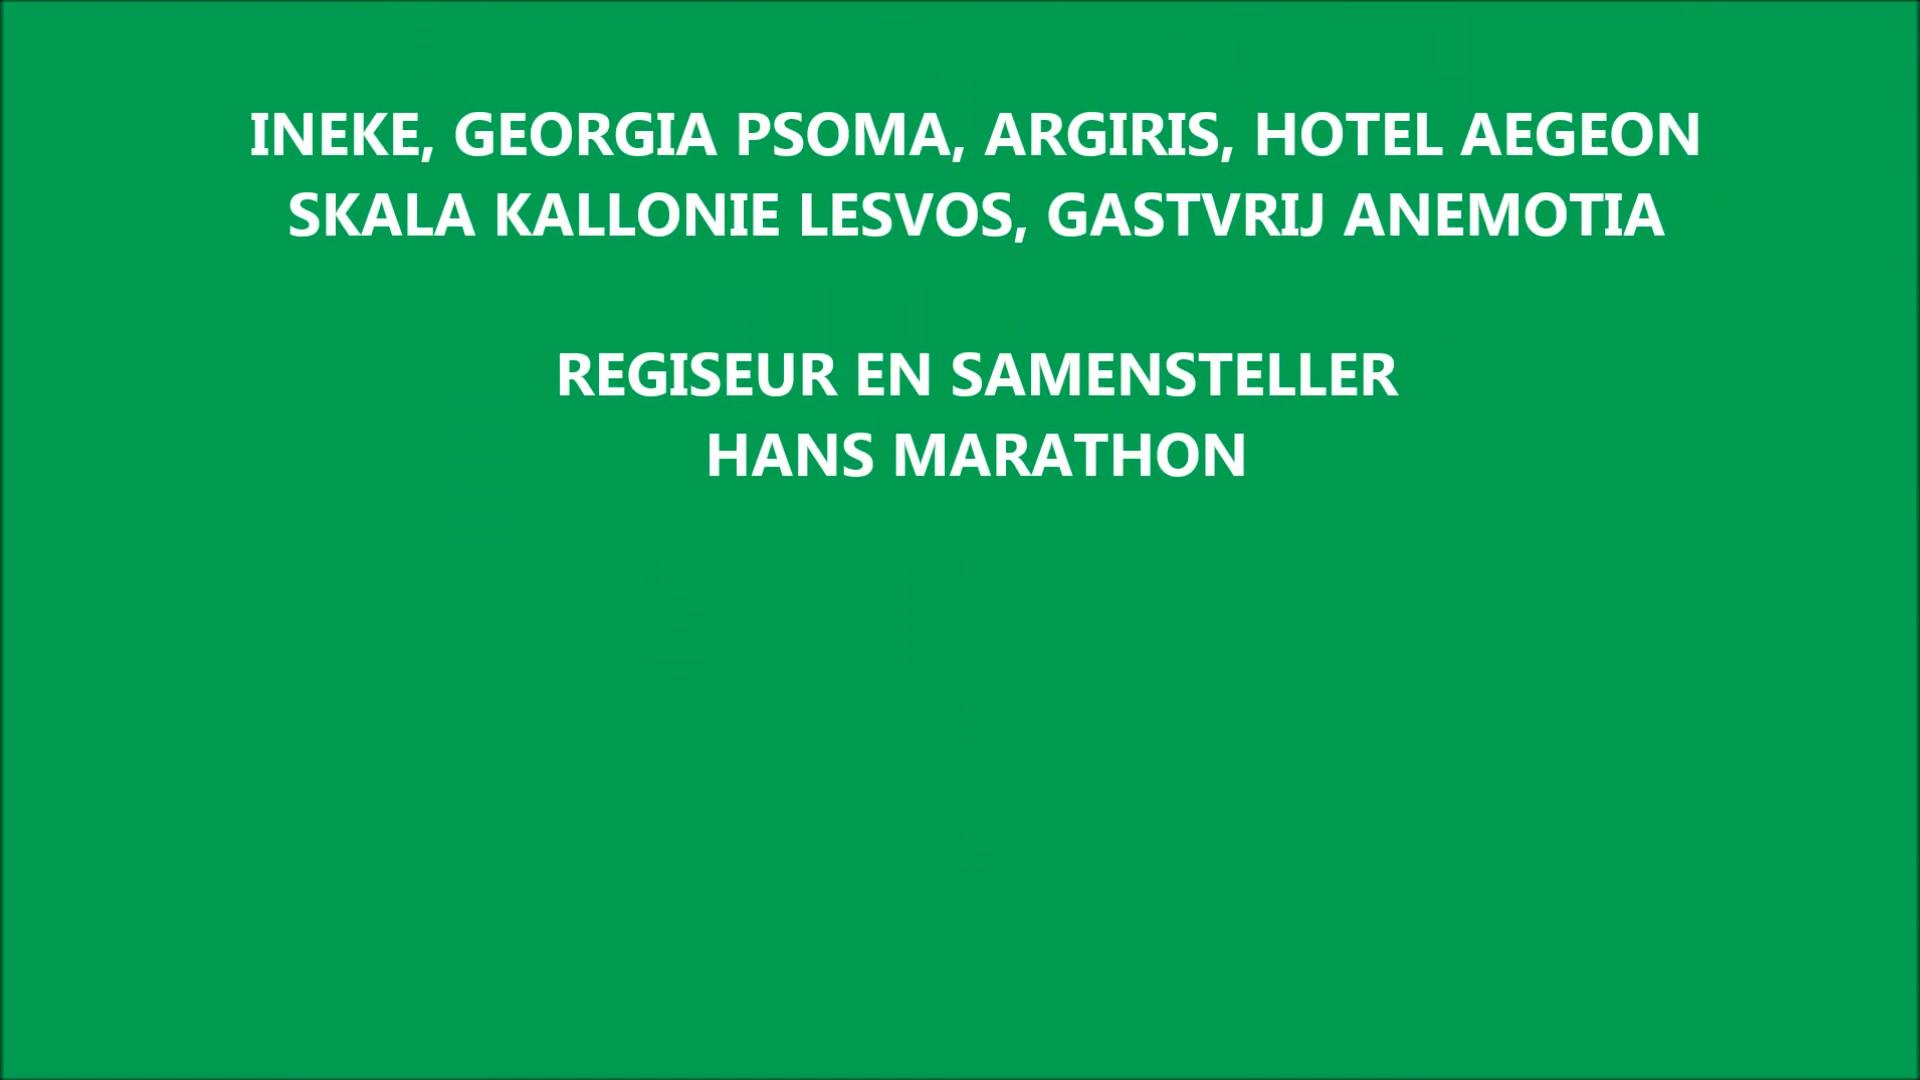 INEKE, GEORGIA PSOMA, ARGIRIS, HOTEL AEGEON
SKALA KALLONIE LESVOS, GASTVRIJ ANEMOTIA
REGISEUR EN SAMENSTELLER
HANS MARATHON